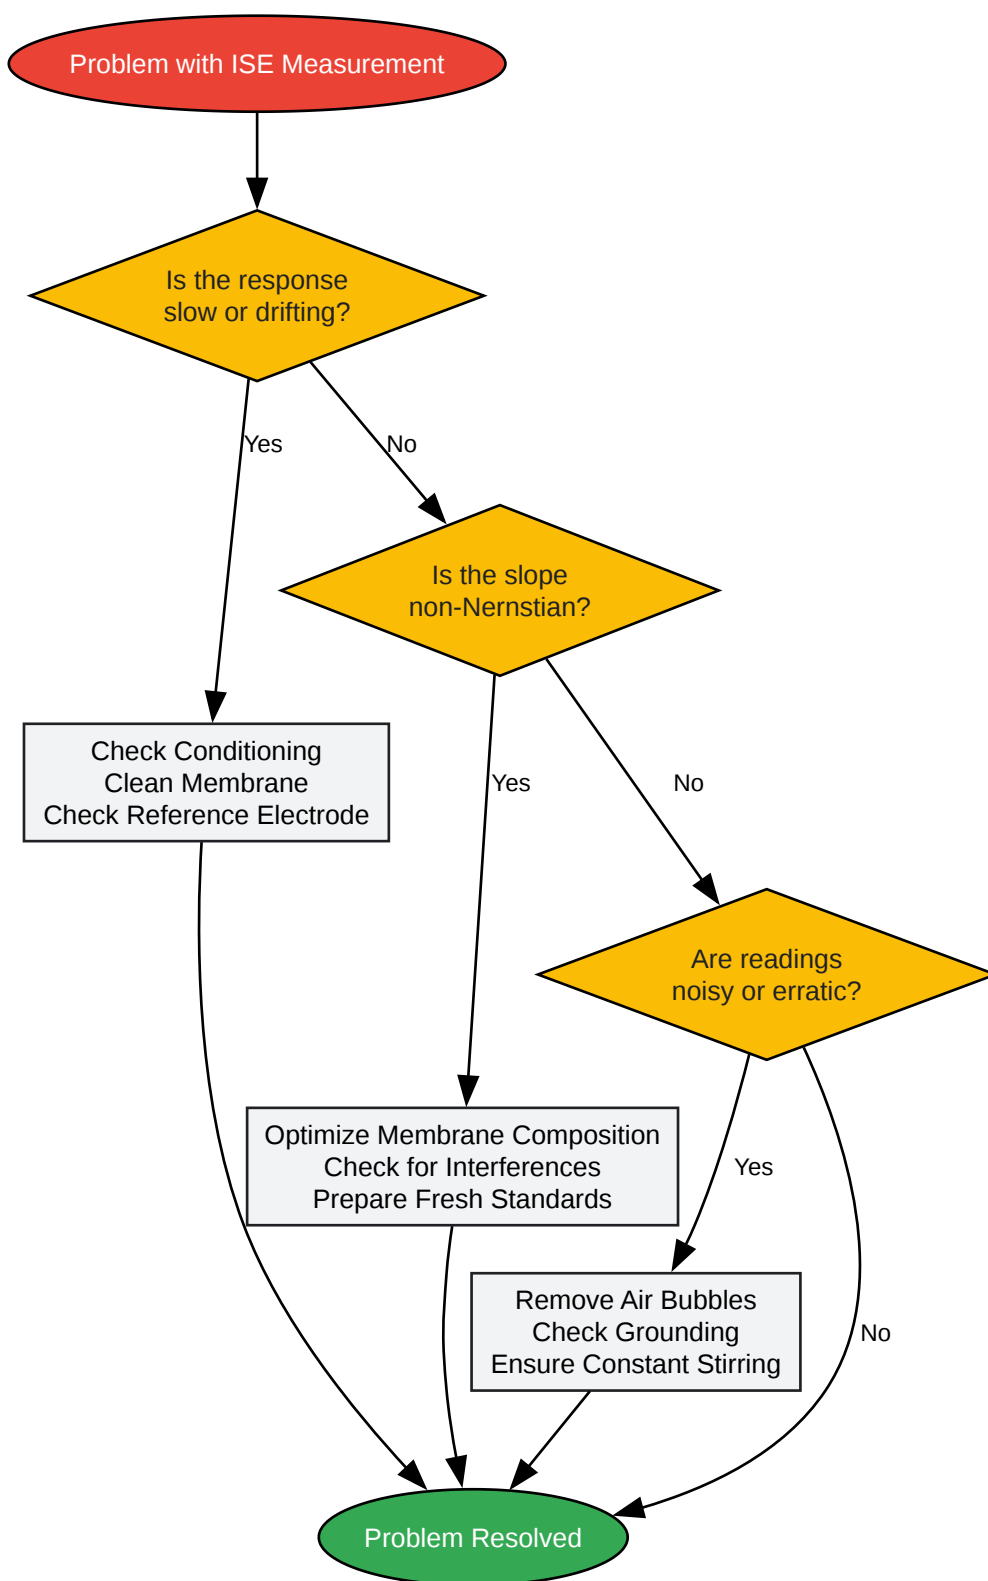 Problem with ISE Measurement
Is the response
slow or drifting?
Yes
No
Is the slope
non-Nernstian?
Check Conditioning
Clean Membrane
Check Reference Electrode
Yes
No
Are readings
noisy or erratic?
Optimize Membrane Composition
Check for Interferences
Prepare Fresh Standards
Yes
Remove Air Bubbles
Check Grounding
Ensure Constant Stirring
No
Problem Resolved